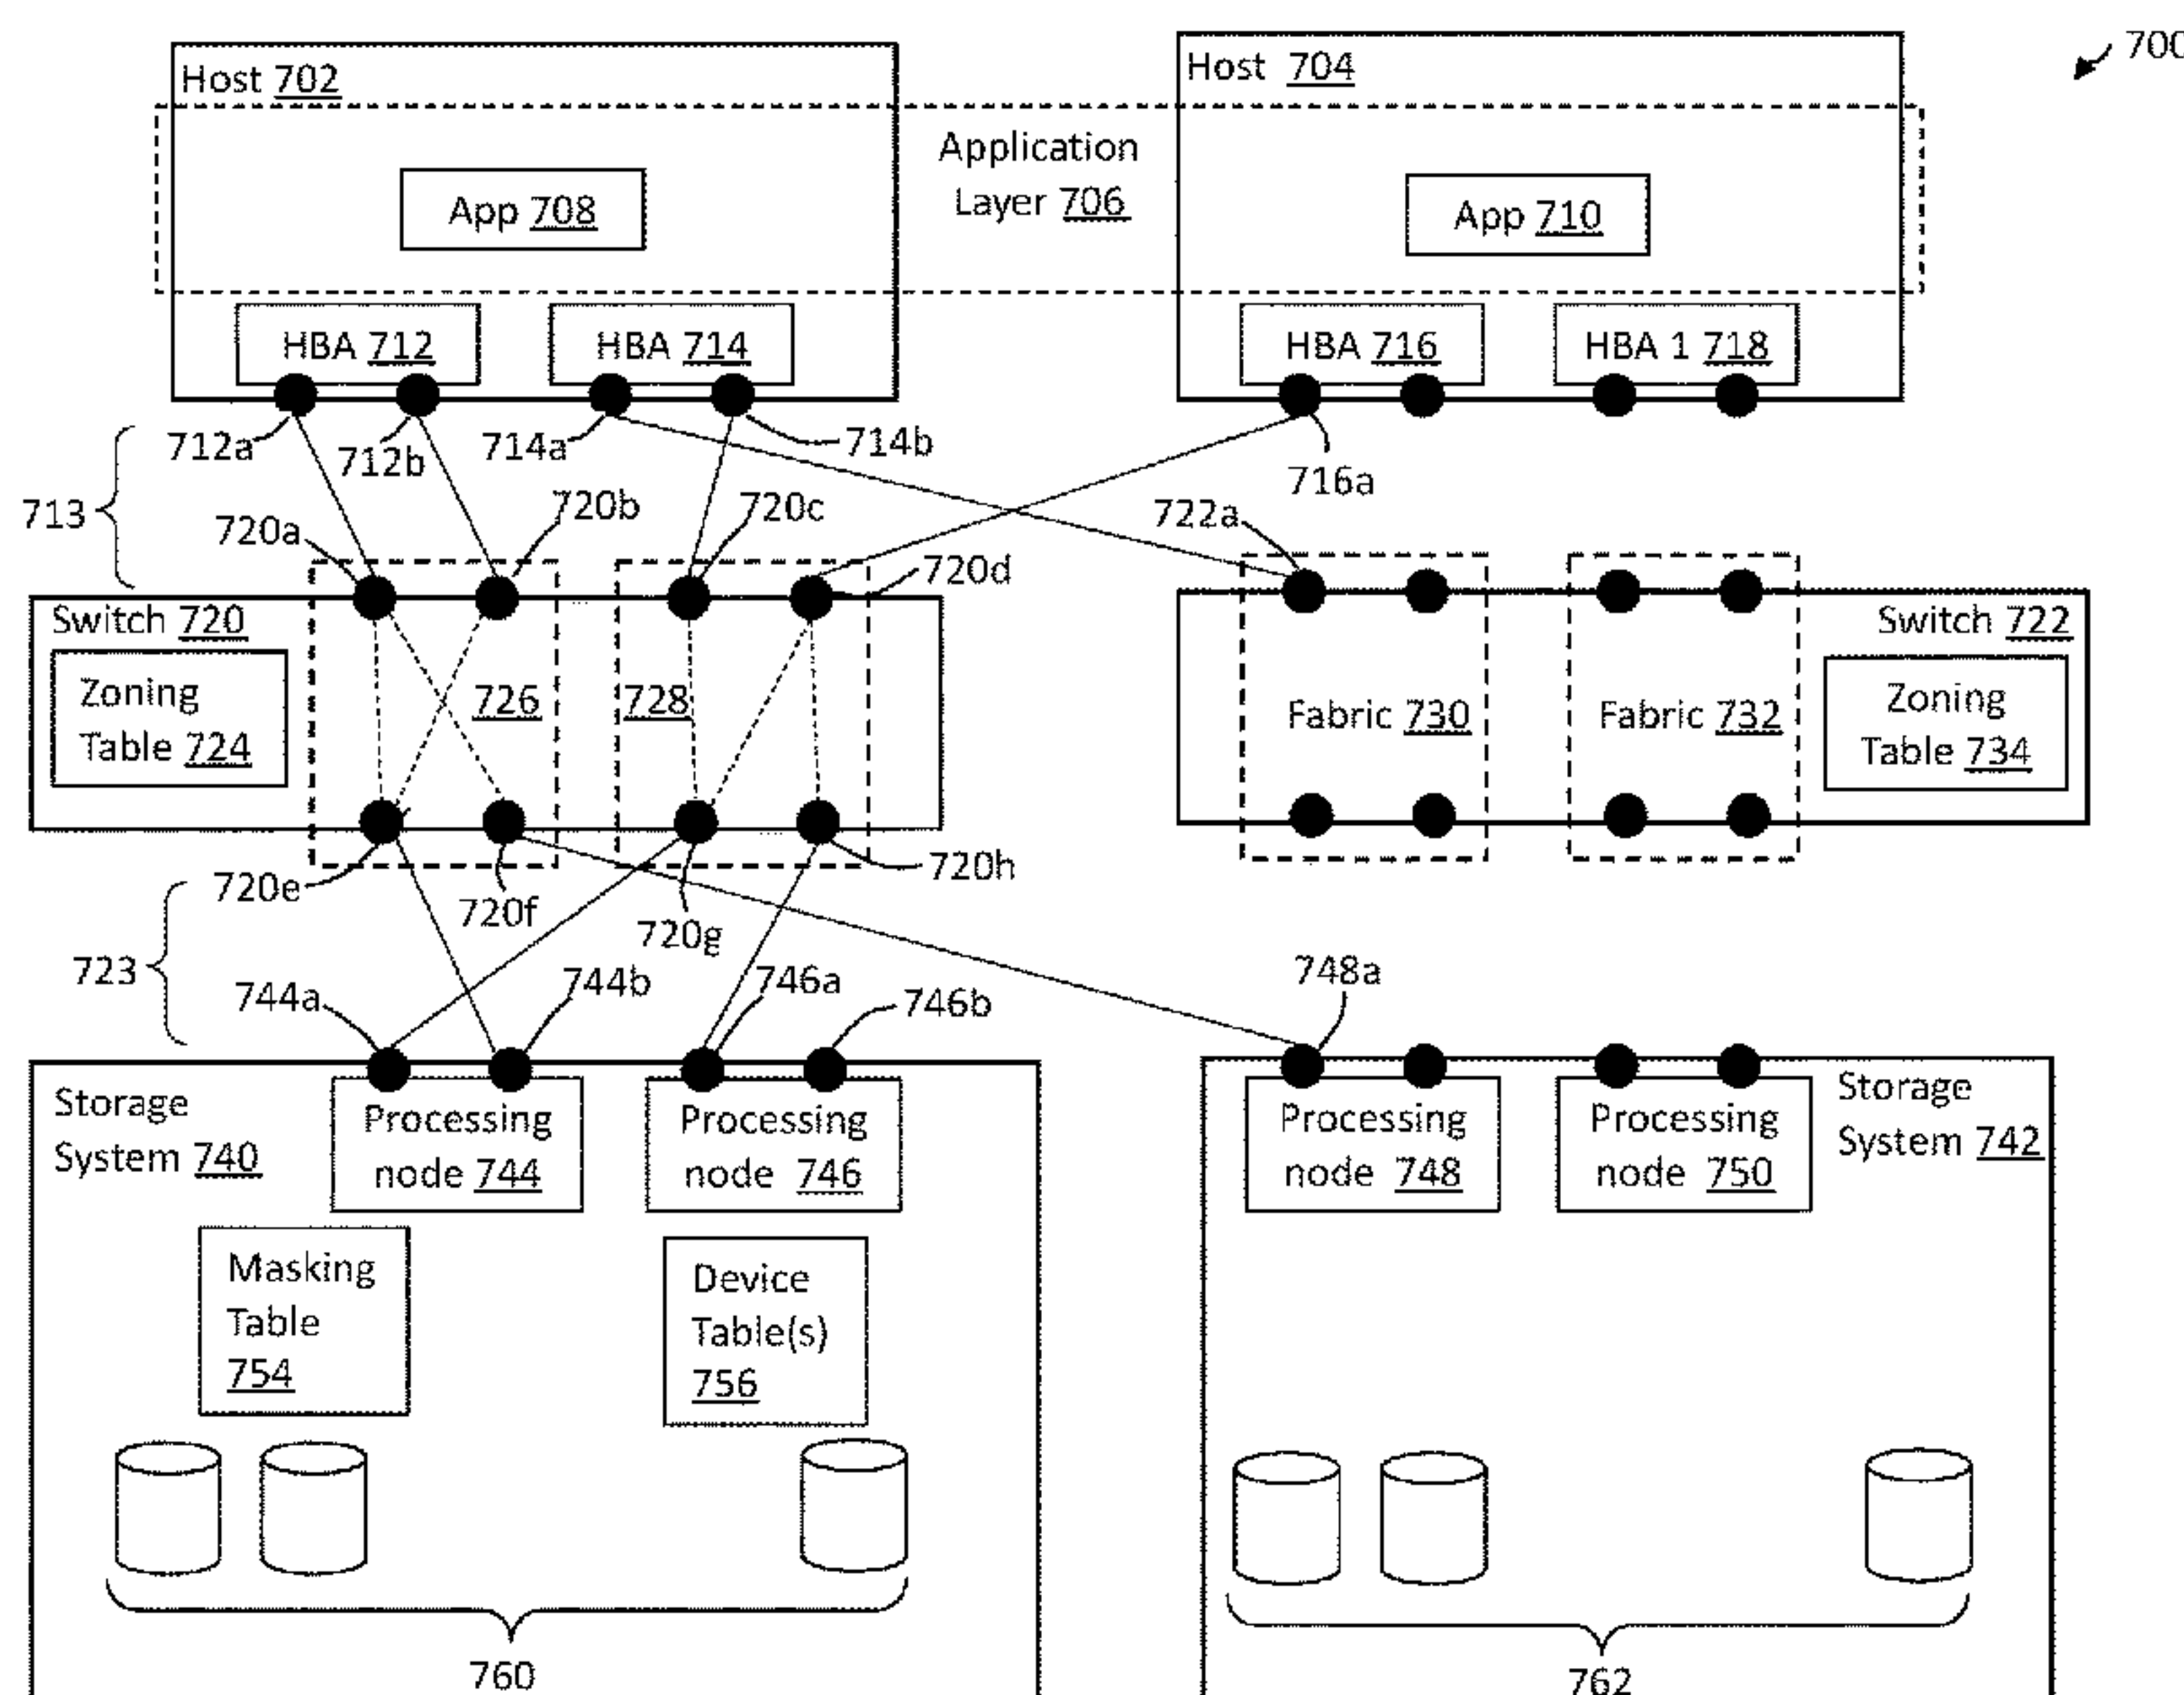 700
Host 702
Host 704
Application
Layer 706
App 708
App 710
HBA 712
HBA 714
HBA 716
HBA 1 718
712a
712b
714a
714b
716a
713
720a
720b
720c
720d
722a
Switch 720
Zoning
Table 724
726
728
Switch 722
Fabric 730
Fabric 732
Zoning
Table 734
720e
720f
720g
720h
723
744a
744b
746a
746b
748a
Storage
System 740
Processing
node 744
Processing
node 746
Processing
node 748
Processing
node 750
Storage
System 742
Masking
Table
754
Device
Table(s)
756
760
762